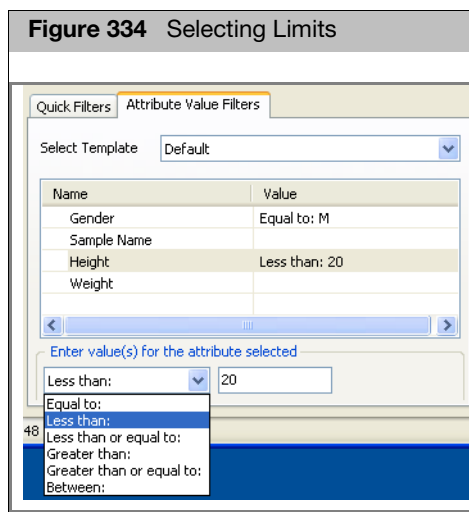 Figure 334 Selecting Limits
Quick Filters Attribute Value Filters
Select Template Default
Name Value
Gender Equal to: M
Sample Name
Height Less than: 20
Weight
Enter value(s) for the attribute selected
Less than: 20
Equal to:
48 Less than:
Less than or equal to:
Greater than:
Greater than or equal to:
Between: